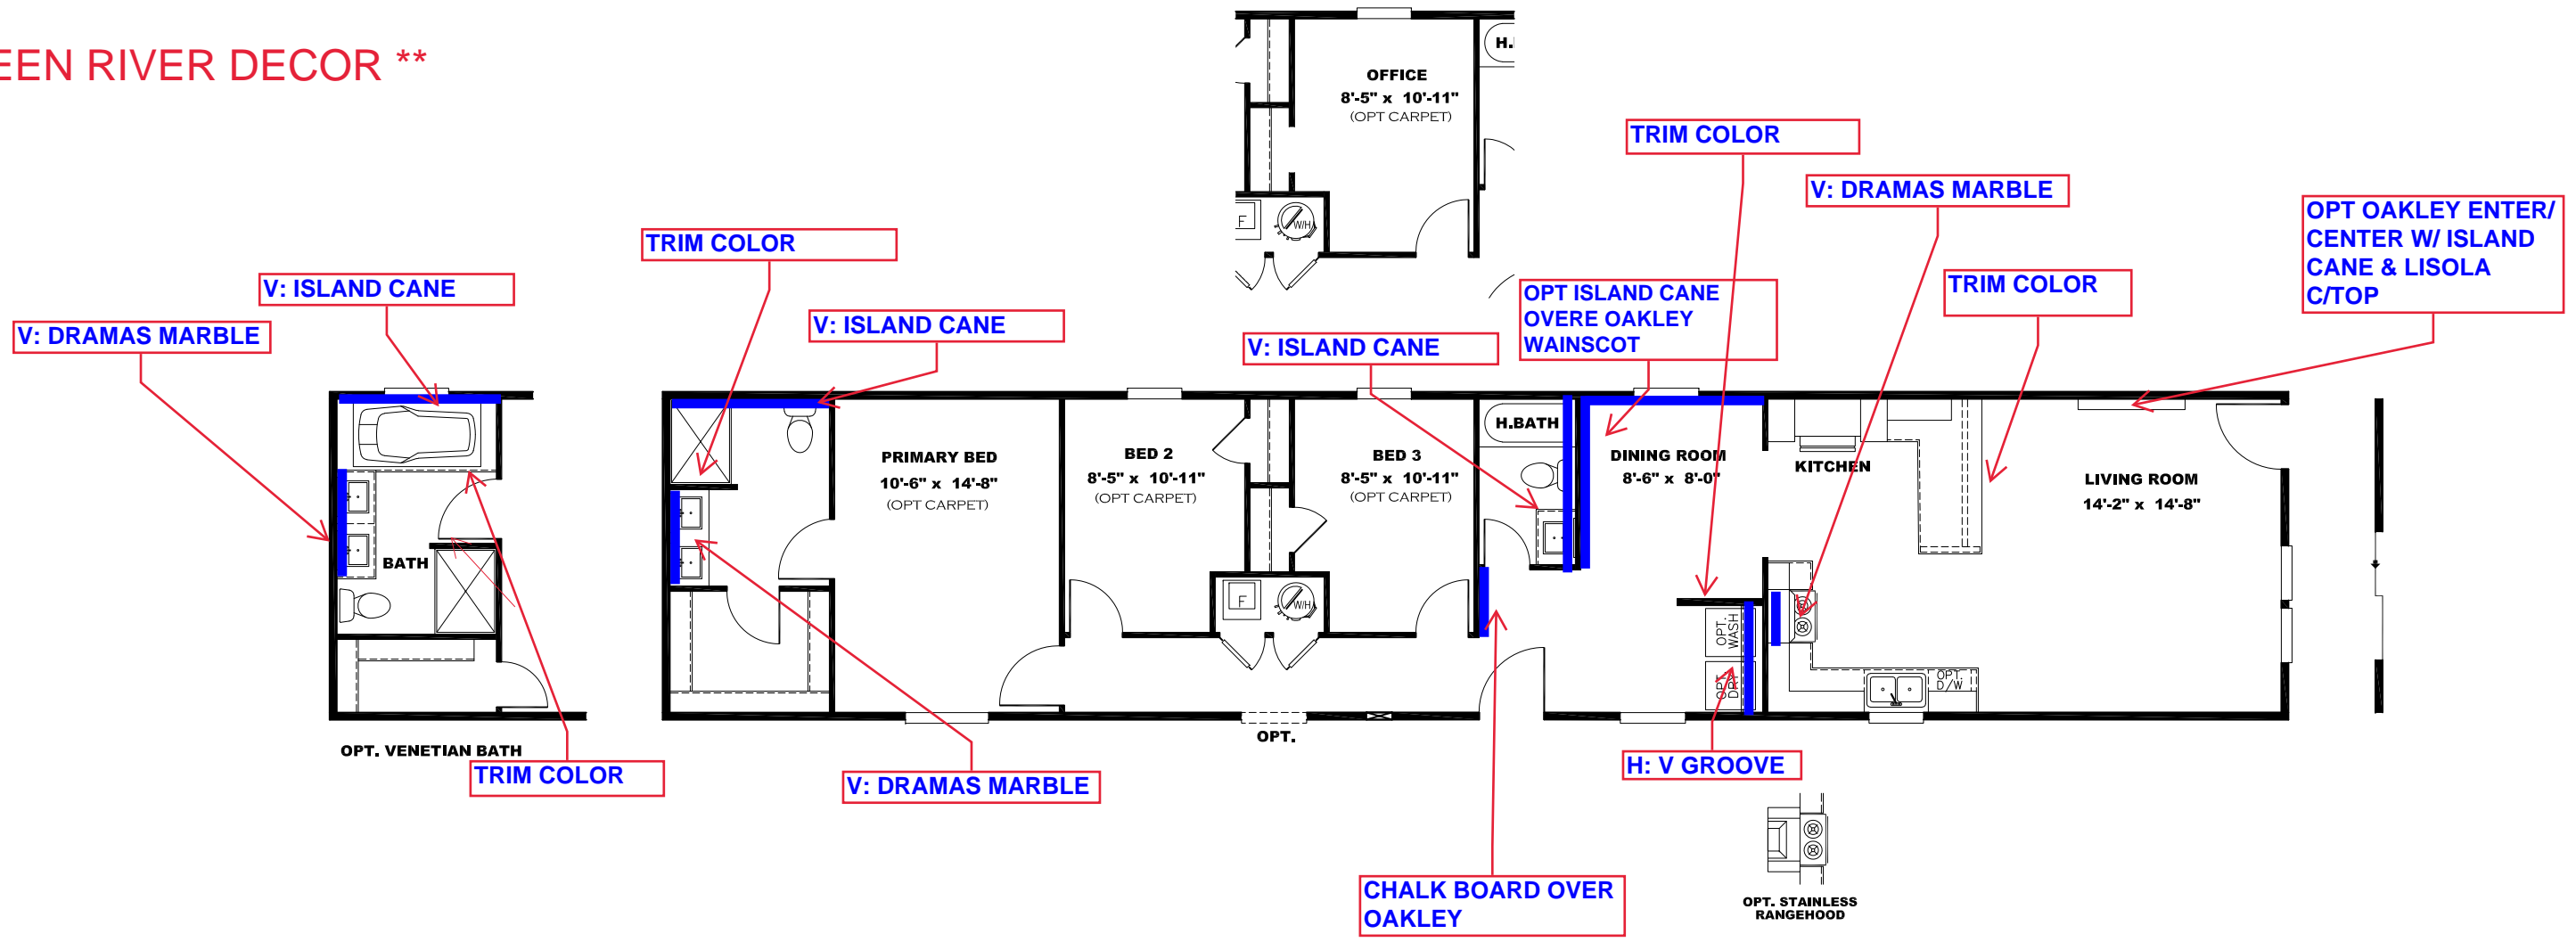 EEN RIVER DECOR **
OFFICE
8'-5" x 10'-11"
(OPT CARPET)
H.
F
W/H
TRIM COLOR
V: DRAMAS MARBLE
OPT OAKLEY ENTER/
CENTER W/ ISLAND
CANE & LISOLA
C/TOP
TRIM COLOR
TRIM COLOR
V: ISLAND CANE
V: DRAMAS MARBLE
V: ISLAND CANE
OPT ISLAND CANE
OVERE OAKLEY
WAINSCOT
V: ISLAND CANE
H.BATH
PRIMARY BED
10'-6" x 14'-8"
(OPT CARPET)
BED 2
8'-5" x 10'-11"
(OPT CARPET)
BED 3
8'-5" x 10'-11"
(OPT CARPET)
DINING ROOM
8'-6" x 8'-0"
KITCHEN
LIVING ROOM
14'-2" x 14'-8"
BATH
F
W/H
OPT.
WASH
OPT.
DRY
OPT.
D/W
OPT. VENETIAN BATH
TRIM COLOR
V: DRAMAS MARBLE
OPT.
H: V GROOVE
CHALK BOARD OVER
OAKLEY
OPT. STAINLESS
RANGEHOOD